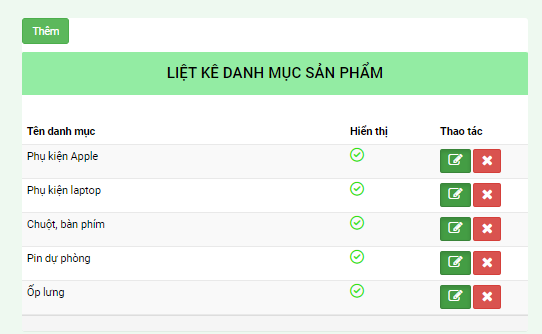 Thêm
LIỆT KÊ DANH MỤC SẢN PHẨM
Tên danh mục Hiển thị Thao tác
Phụ kiện Apple
Phụ kiện laptop
Chuột, bàn phím
Pin dự phòng
Ốp lưng